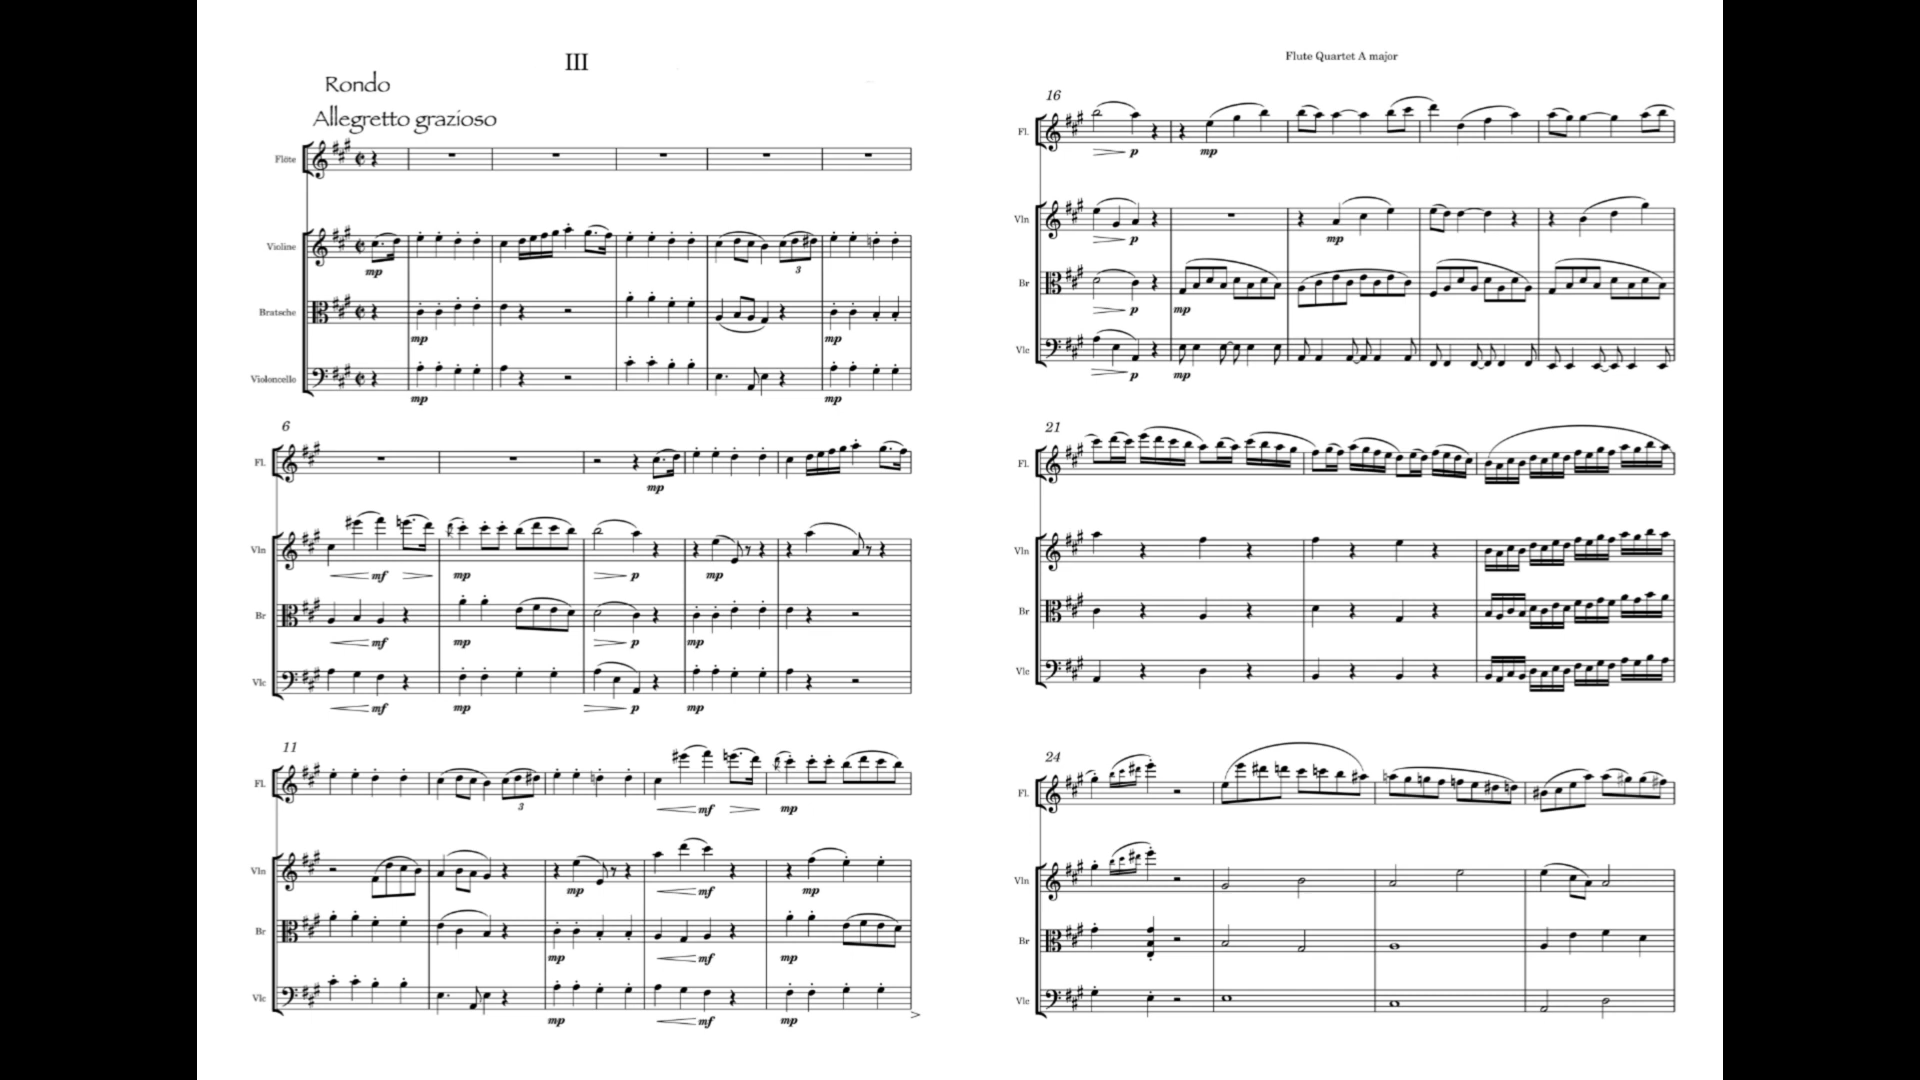 III
Rondo
Allegretto grazioso
Flöte
Violine
mp
3
Bratsche
mp
mp
Violoncello
mp
mp
6
Fl.
mp
Vln
mf
mp
p
mp
Br
mf
mp
p
mp
Vlc
mf
mp
p
mp
11
Fl.
3
mf
mp
Vln
mp
mf
mp
Br
mp
mf
mp
Vlc
mp
mf
mp
Flute Quartet A major
16
Fl.
p
mp
Vln
p
mp
Br
p
mp
Vlc
p
mp
21
Fl.
Vln
Br
Vlc
24
Fl.
Vln
Br
Vlc